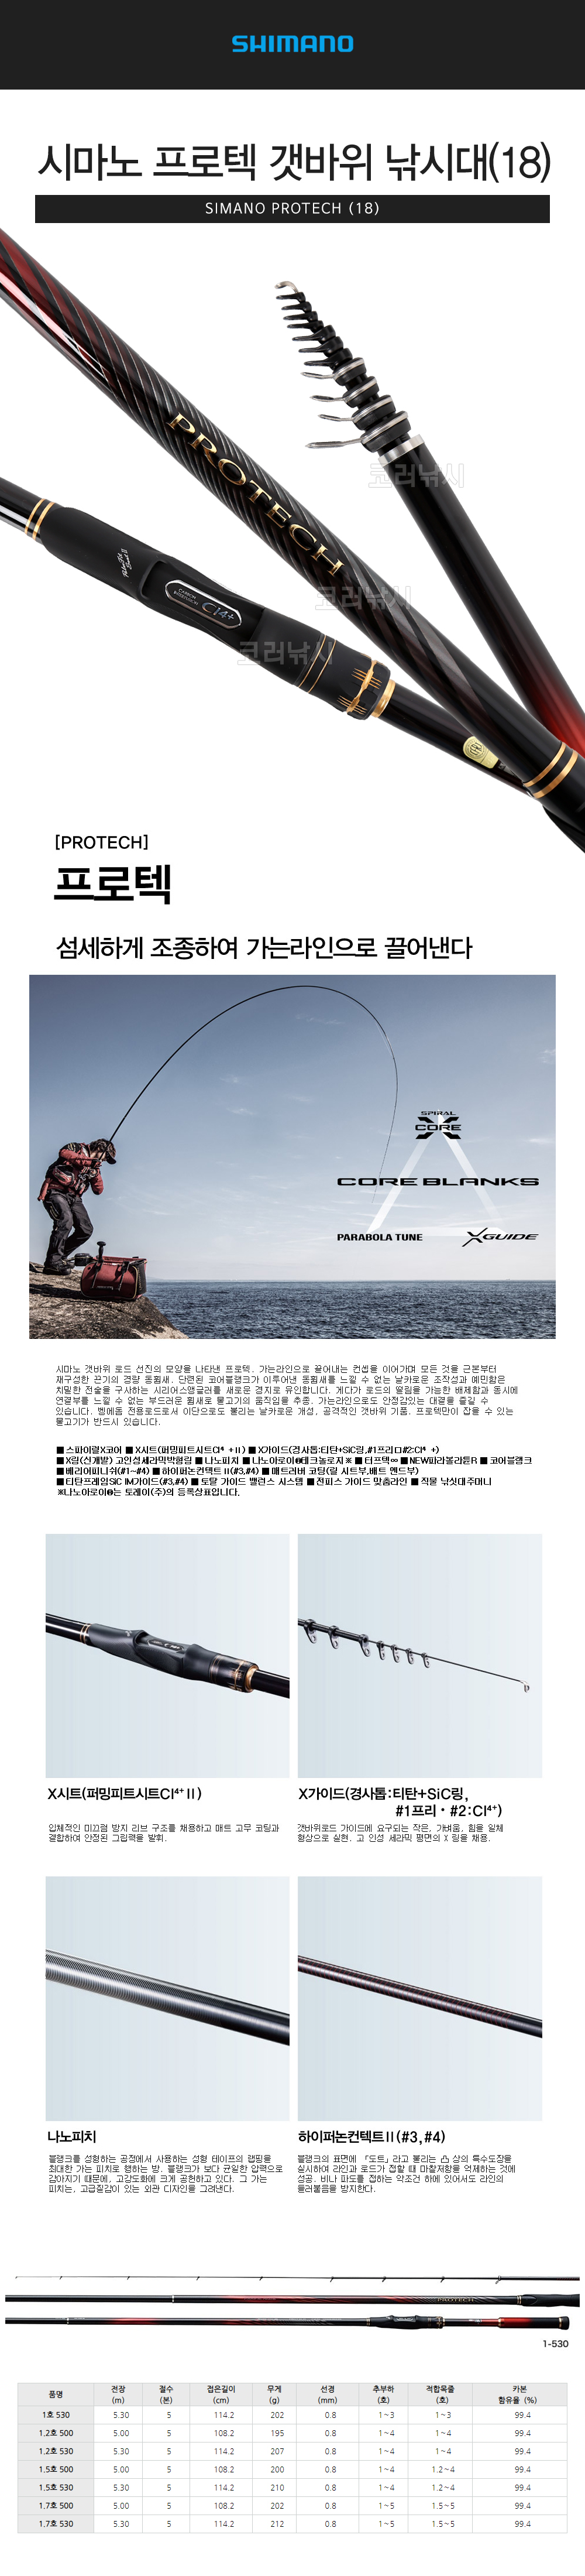 SHIMANO
시마노 프로텍 갯바위 낚시대(18)
SIMANO PROTECH (18)
PROTECH
코러낚시
코러낚시
C14+
코러낚시
[PROTECH]
프로텍
섬세하게 조종하여 가는라인으로 끌어낸다
SPIRAL
X CORE
CORE BLANKS
PARABOLA TUNE
XGUIDE
시마노 갯바위 로드 선진의 모양을 나타낸 프로텍. 가는라인으로 끌어내는 컨셉을 이어가며 모든 것을 근본부터
재구성한 끈기의 경량 동휨새. 단련된 코어블랭크가 이루어낸 동휨새를 느낄 수 없는 날카로운 조작성과 예민함은
치밀한 전술을 구사하는 시리어스앵글러를 새로운 경지로 유인합니다. 게다가 로드의 떨림을 가능한 배제함과 동시에
연결부를 느낄 수 없는 부드러운 휨새로 물고기의 움직임을 추종. 가는라인으로도 안정감있는 대결을 즐길 수
있습니다. 벵에돔 전용로드로서 이단으로도 불리는 날카로운 개성, 공격적인 갯바위 기품. 프로텍만이 잡을 수 있는
물고기가 반드시 있습니다.
■스파이럴X코어 ■X시트(퍼밍피트시트CI⁴ +II) ■X가이드(경사톱:티탄+SiC링,#1프리ㅁ#2:CI⁴ +)
■X링(신개발) 고인성세라믹박형링 ■나노피치 ■나노아로이❷테크놀로지※ ■터프텍∞ ■NEW파라볼라튠R ■코어블랭크
■배리어피니쉬(#1~#4) ■하이퍼논컨택트II(#3,#4) ■매트러버 코팅(릴 시트부,배트 엔드부)
■티탄프레임SiC IM가이드(#3,#4) ■토탈 가이드 밸런스 시스템 ■전피스 가이드 맞춤라인 ■직물 낚싯대주머니
※나노아로이❷는 토레이(주)의 등록상표입니다.
X시트(퍼밍피트시트CI⁴⁺II)
입체적인 미끄럼 방지 리브 구조를 채용하고 매트 고무 코팅과
결합하여 안정된 그립력을 발휘.
X가이드(경사톱:티탄+SiC링,
#1프리・#2:CI⁴⁺)
갯바위로드 가이드에 요구되는 작은, 가벼움, 힘을 일체
형상으로 실현. 고 인성 세라믹 평면의 X 링을 채용.
나노피치
블랭크를 성형하는 공정에서 사용하는 성형 테이프의 랩핑을
최대한 가는 피치로 행하는 방. 블랭크가 보다 균일한 압력으로
감아지기 때문에, 고강도화에 크게 공헌하고 있다. 그 가는
피치는, 고급질감이 있는 외관 디자인을 그려낸다.
하이퍼논컨텍트II(#3,#4)
블랭크의 표면에 「도트」라고 불리는 凸 상의 특수도장을
실시하여 라인과 로드가 접할 때 마찰저항을 억제하는 것에
성공. 비나 파도를 접하는 악조건 하에 있어서도 라인의
들러붙음을 방지한다.
PROTECH
1-530
품명 전장 (m) 절수 (본) 접은길이 (cm) 무게 (g) 선경 (mm) 추부하 (호) 적합목줄 (호) 카본 함유율 (%)
1호 530 5.30 5 114.2 202 0.8 1~3 1~3 99.4
1.2호 500 5.00 5 108.2 195 0.8 1~4 1~4 99.4
1.2호 530 5.30 5 114.2 207 0.8 1~4 1~4 99.4
1.5호 500 5.00 5 108.2 200 0.8 1~4 1.2~4 99.4
1.5호 530 5.30 5 114.2 210 0.8 1~4 1.2~4 99.4
1.7호 500 5.00 5 108.2 202 0.8 1~5 1.5~5 99.4
1.7호 530 5.30 5 114.2 212 0.8 1~5 1.5~5 99.4